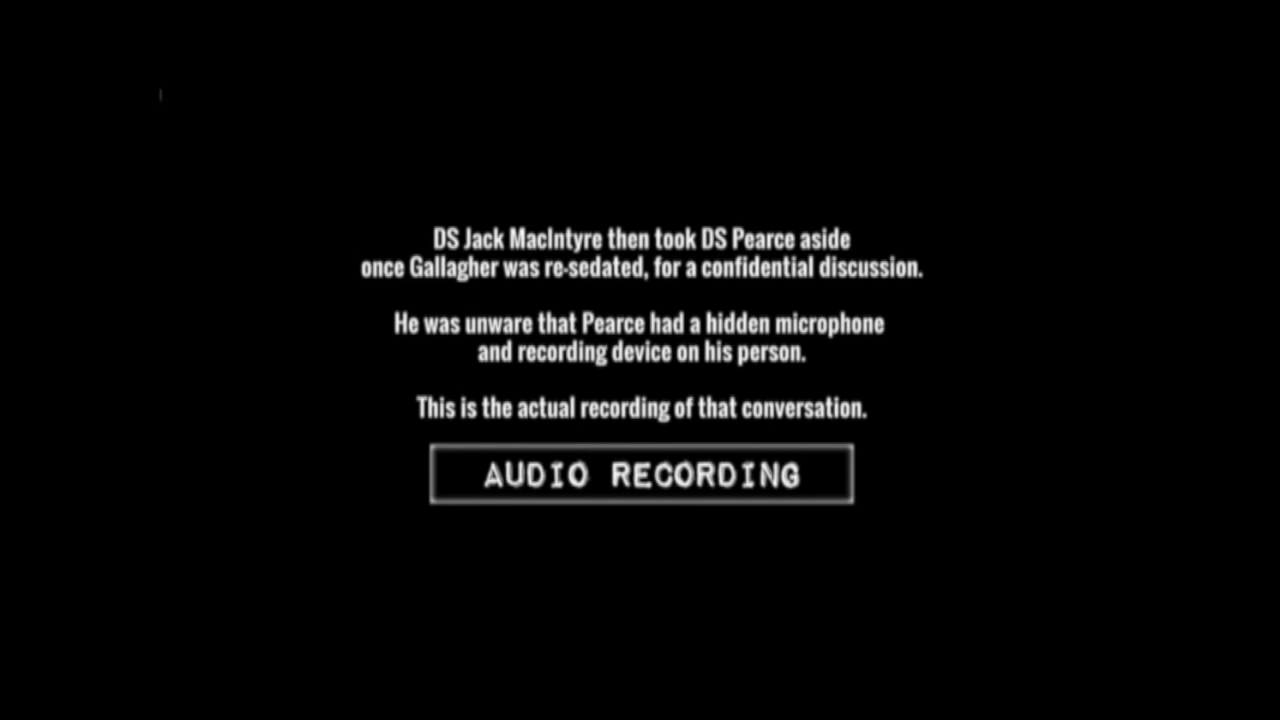 DS Jack MacIntyre then took DS Pearce aside
once Gallagher was re-sedated, for a confidential discussion.
He was unware that Pearce had a hidden microphone
and recording device on his person.
This is the actual recording of that conversation.
AUDIO RECORDING